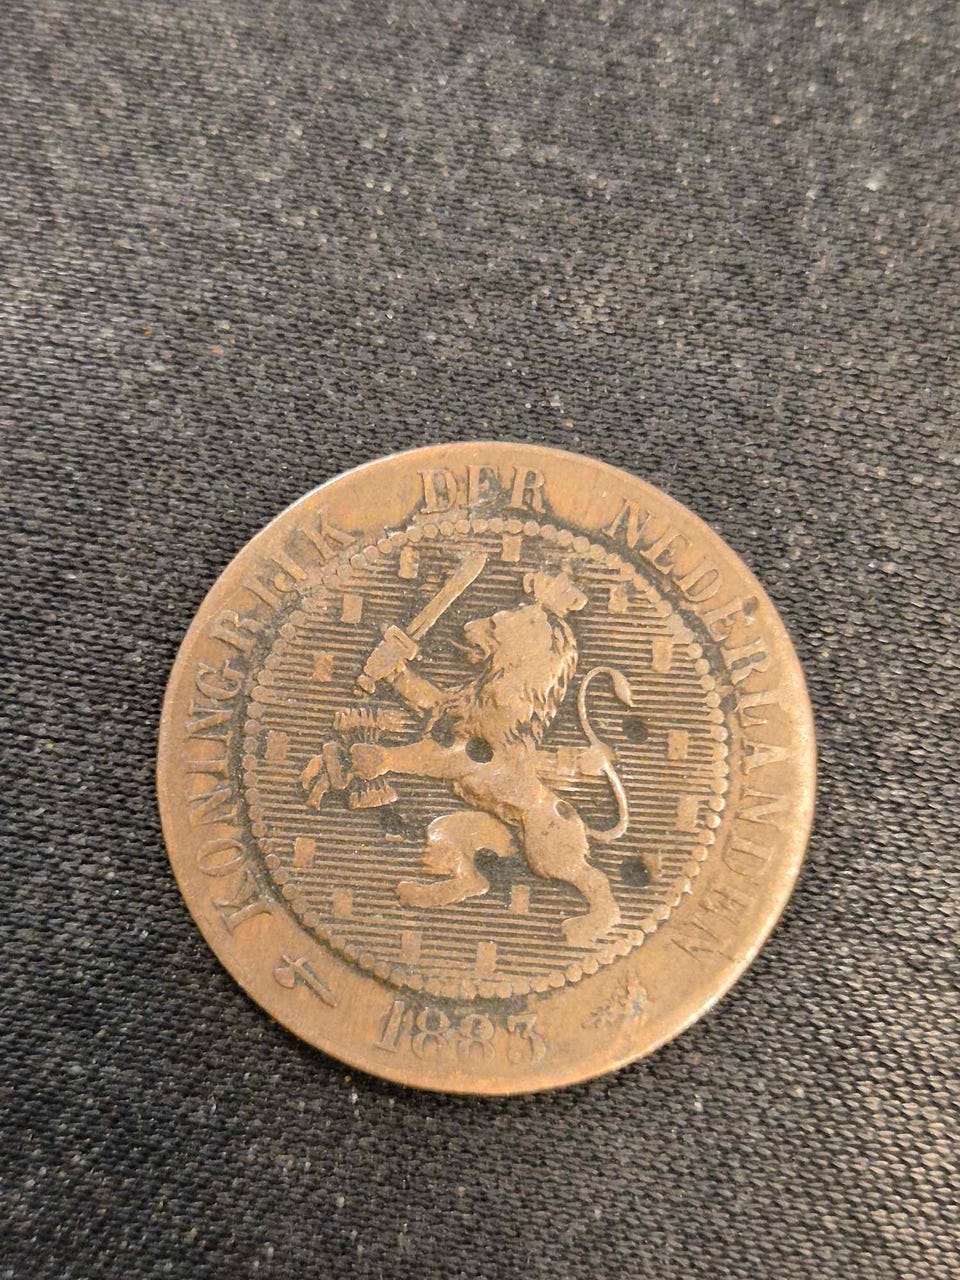 KONINGRIJK DER NEDERLANDEN
1883